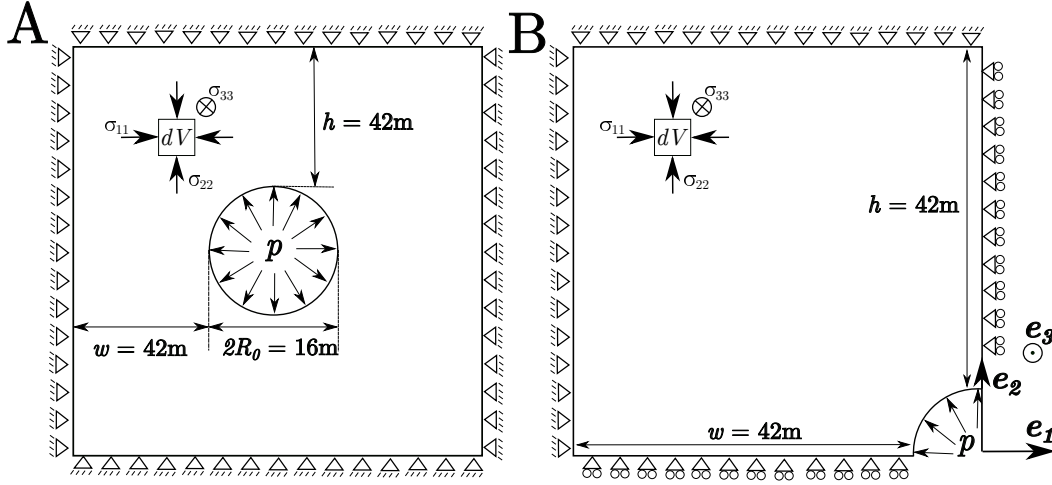 A
σ33
σ11
dV
σ22
h = 42m
p
w = 42m
2R0 = 16m
B
σ33
σ11
dV
σ22
h = 42m
w = 42m
p
e3
e2
e1